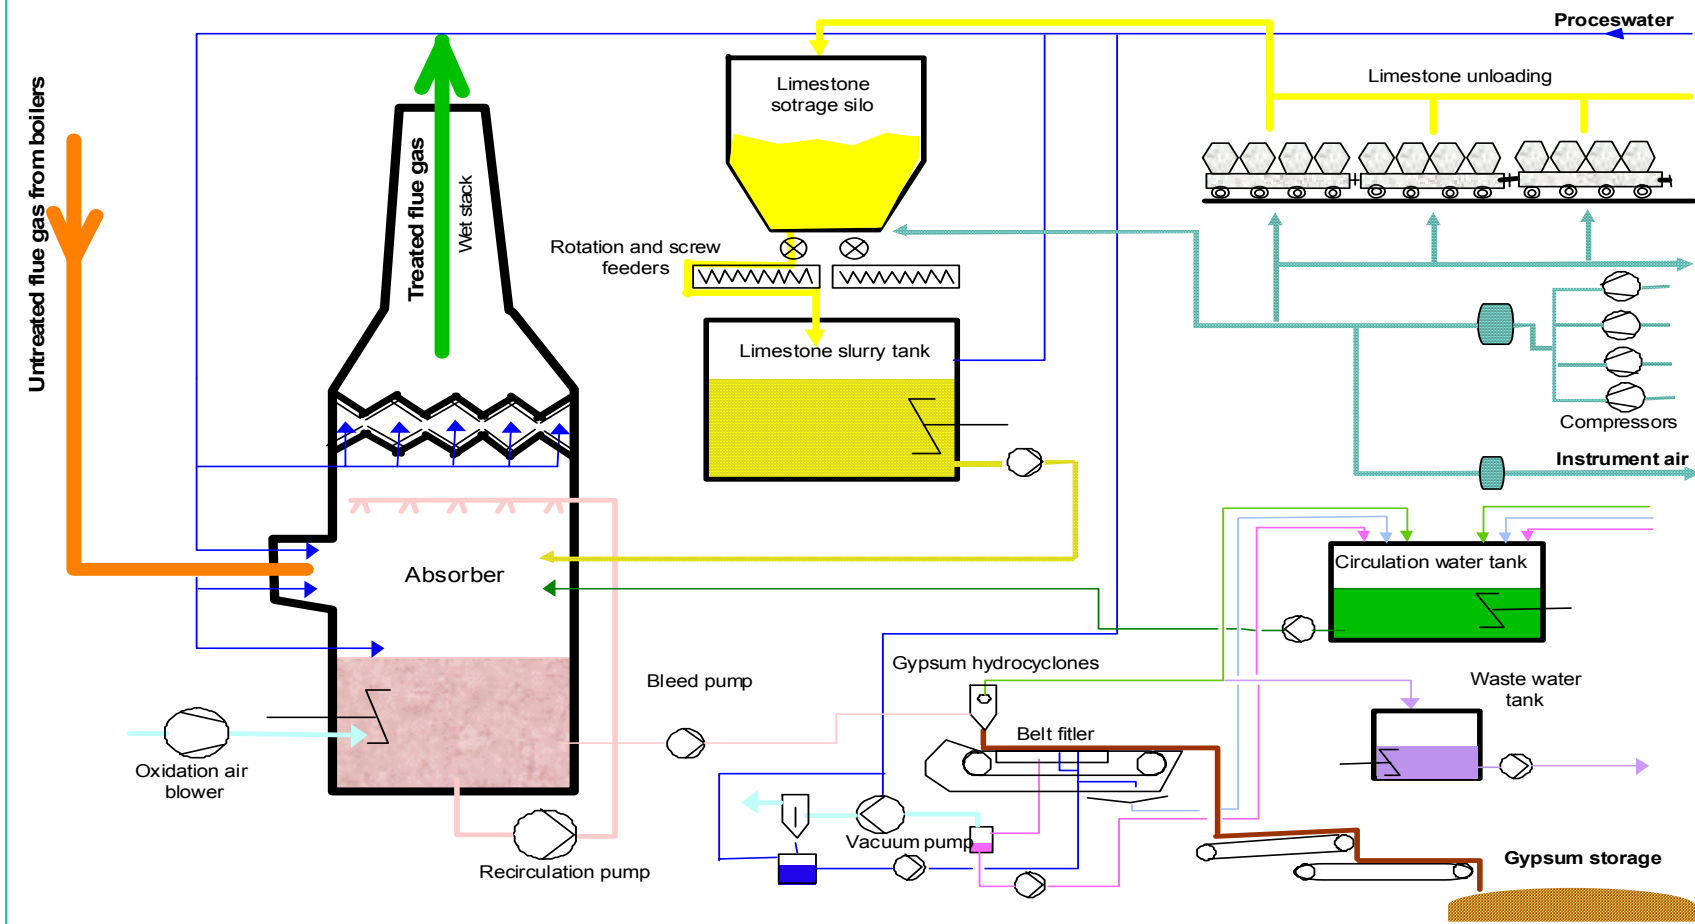 Proceswater
Limestone unloading
Limestone
sotrage silo
Untreated flue gas from boilers
Treated flue gas
Wet stack
Rotation and screw
feeders
Limestone slurry tank
Compressors
Instrument air
Absorber
Circulation water tank
Gypsum hydrocyclones
Bleed pump
Waste water
tank
Belt fitler
Oxidation air
blower
Vacuum pump
Recirculation pump
Gypsum storage